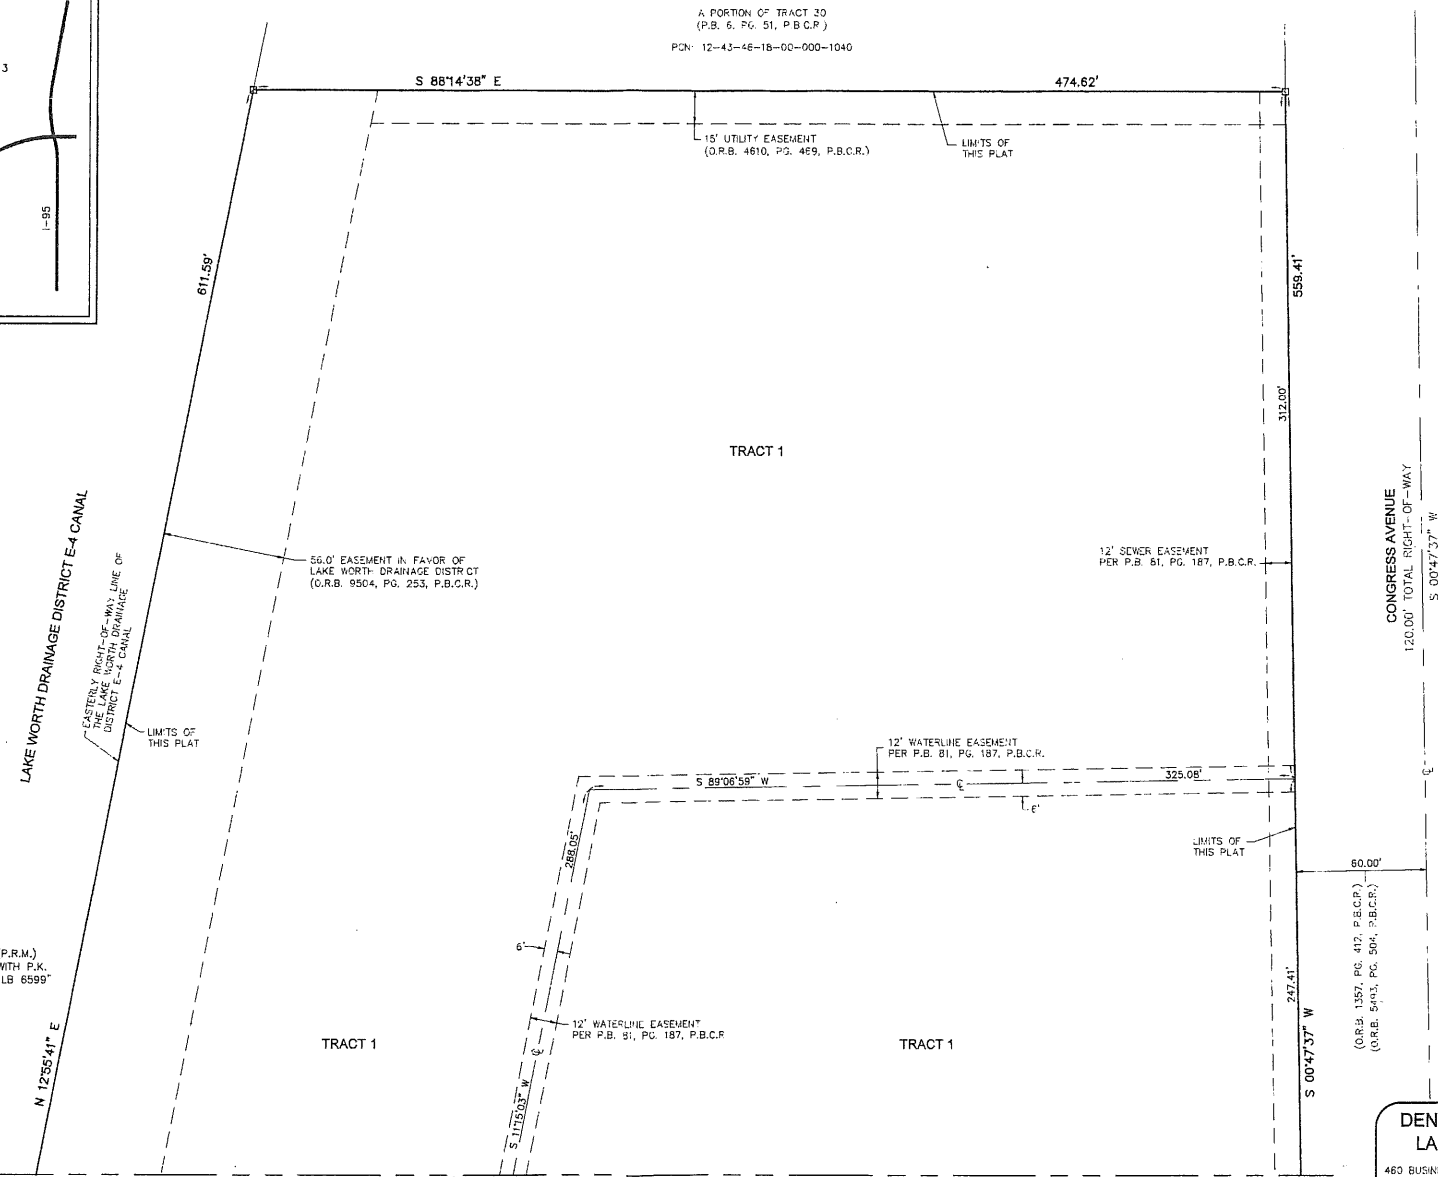 A PORTION OF TRACT 30
(P.B. 6, PG. 51, P.B.C.R.)
PCN: 12-43-46-18-00-000-1040
3
I-95
S 88°14'38" E
474.62'
15' UTILITY EASEMENT
(O.R.B. 4610, PG. 469, P.B.C.R.)
LIMITS OF
THIS PLAT
611.59'
559.41'
312.00'
TRACT 1
LAKE WORTH DRAINAGE DISTRICT E-4 CANAL
EASTERLY RIGHT-OF-WAY LINE OF
THE LAKE WORTH DRAINAGE
DISTRICT E-4 CANAL
56.0' EASEMENT IN FAVOR OF
LAKE WORTH DRAINAGE DISTRICT
(O.R.B. 9504, PG. 253, P.B.C.R.)
12' SEWER EASEMENT
PER P.B. 81, PG. 187, P.B.C.R.
CONGRESS AVENUE
120.00' TOTAL RIGHT-OF-WAY
S 00°47'37" W
LIMITS OF
THIS PLAT
12' WATERLINE EASEMENT
PER P.B. 81, PG. 187, P.B.C.R.
S 89°06'59" W
℄
325.08'
℄
6'
288.05'
LIMITS OF
THIS PLAT
60.00'
(O.R.B. 1357, PG. 412, P.B.C.R.)
(O.R.B. 5493, PG. 504, P.B.C.R.)
P.R.M.)
WITH P.K.
LB 6599"
6'
247.41'
12' WATERLINE EASEMENT
PER P.B. 81, PG. 187, P.B.C.R
℄
N 12°55'41" E
TRACT 1
TRACT 1
S 11°15'03" W
S 00°47'37" W
DEN
LA
460 BUSIN